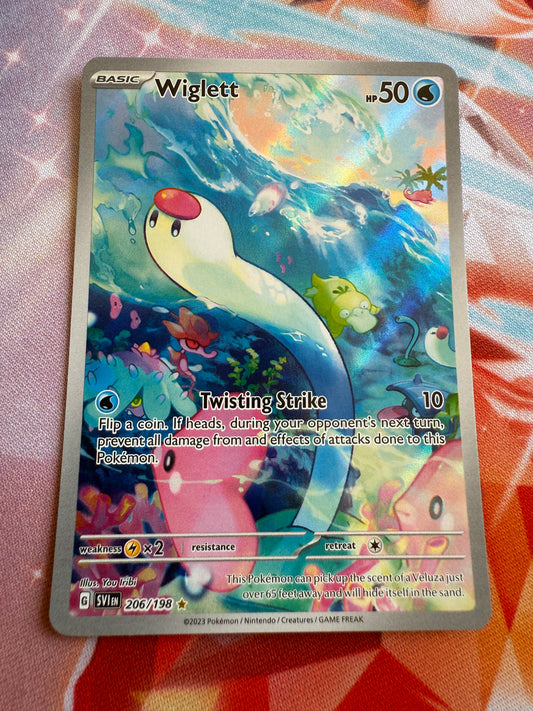 BASIC Wiglett HP 50
Twisting Strike 10
Flip a coin. If heads, during your opponent's next turn,
prevent all damage from and effects of attacks done to this
Pokémon.
weakness ×2 resistance retreat
Illus. You Iribi
G SVI EN 206/198
This Pokémon can pick up the scent of a Veluza just
over 65 feet away and will hide itself in the sand.
©2023 Pokémon / Nintendo / Creatures / GAME FREAK